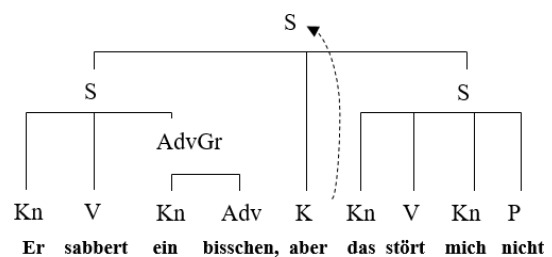 S
S S
AdvGr
Kn V Kn Adv K Kn V Kn P
Er sabbert ein bisschen, aber das stört mich nicht